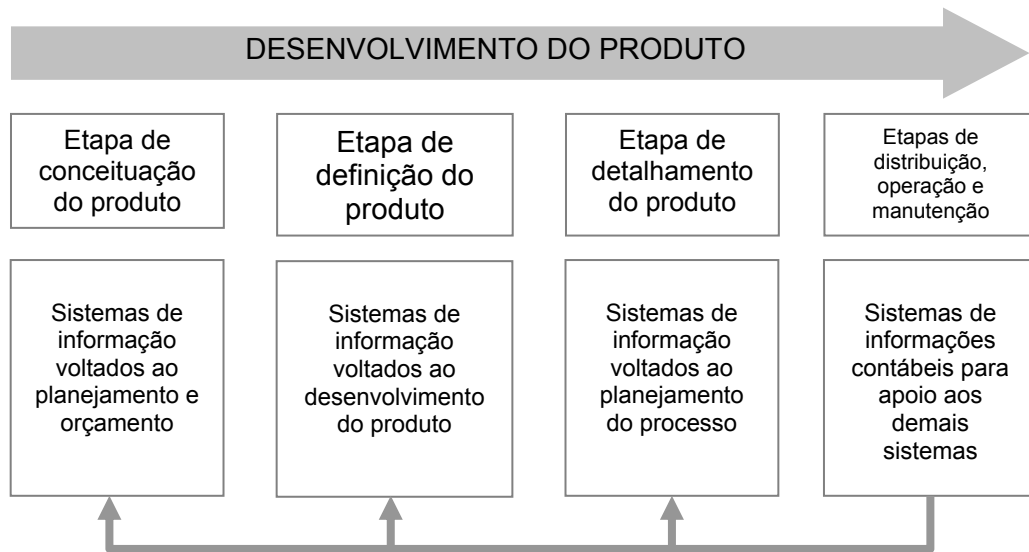 DESENVOLVIMENTO DO PRODUTO
Etapa de
conceituação
do produto
Etapa de
definição do
produto
Etapa de
detalhamento
do produto
Etapas de
distribuição,
operação e
manutenção
Sistemas de
informação
voltados ao
planejamento e
orçamento
Sistemas de
informação
voltados ao
desenvolvimento
do produto
Sistemas de
informação
voltados ao
planejamento
do processo
Sistemas de
informações
contábeis para
apoio aos
demais
sistemas